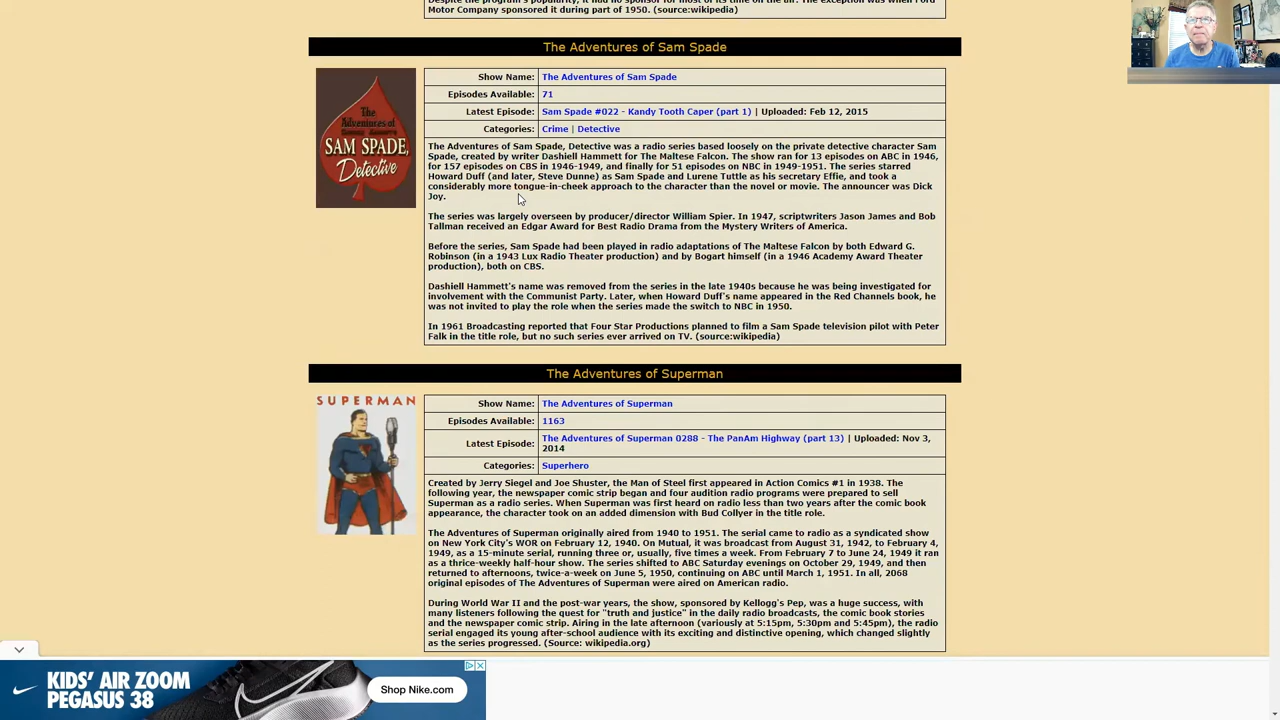 Despite the program's popularity, it had no sponsor for most of its time on the air. The exception was when Ford
Motor Company sponsored it during part of 1950. (source:wikipedia)
The Adventures of Sam Spade
The
Adventures of
SAM SPADE,
Detective
Show Name: The Adventures of Sam Spade
Episodes Available: 71
Latest Episode: Sam Spade #022 - Kandy Tooth Caper (part 1) | Uploaded: Feb 12, 2015
Categories: Crime | Detective
The Adventures of Sam Spade, Detective was a radio series based loosely on the private detective character Sam
Spade, created by writer Dashiell Hammett for The Maltese Falcon. The show ran for 13 episodes on ABC in 1946,
for 157 episodes on CBS in 1946-1949, and finally for 51 episodes on NBC in 1949-1951. The series starred
Howard Duff (and later, Steve Dunne) as Sam Spade and Lurene Tuttle as his secretary Effie, and took a
considerably more tongue-in-cheek approach to the character than the novel or movie. The announcer was Dick
Joy.
The series was largely overseen by producer/director William Spier. In 1947, scriptwriters Jason James and Bob
Tallman received an Edgar Award for Best Radio Drama from the Mystery Writers of America.
Before the series, Sam Spade had been played in radio adaptations of The Maltese Falcon by both Edward G.
Robinson (in a 1943 Lux Radio Theater production) and by Bogart himself (in a 1946 Academy Award Theater
production), both on CBS.
Dashiell Hammett's name was removed from the series in the late 1940s because he was being investigated for
involvement with the Communist Party. Later, when Howard Duff's name appeared in the Red Channels book, he
was not invited to play the role when the series made the switch to NBC in 1950.
In 1961 Broadcasting reported that Four Star Productions planned to film a Sam Spade television pilot with Peter
Falk in the title role, but no such series ever arrived on TV. (source:wikipedia)
The Adventures of Superman
SUPERMAN
Show Name: The Adventures of Superman
Episodes Available: 1163
Latest Episode: The Adventures of Superman 0288 - The PanAm Highway (part 13) | Uploaded: Nov 3,
2014
Categories: Superhero
Created by Jerry Siegel and Joe Shuster, the Man of Steel first appeared in Action Comics #1 in 1938. The
following year, the newspaper comic strip began and four audition radio programs were prepared to sell
Superman as a radio series. When Superman was first heard on radio less than two years after the comic book
appearance, the character took on an added dimension with Bud Collyer in the title role.
The Adventures of Superman originally aired from 1940 to 1951. The serial came to radio as a syndicated show
on New York City's WOR on February 12, 1940. On Mutual, it was broadcast from August 31, 1942, to February 4,
1949, as a 15-minute serial, running three or, usually, five times a week. From February 7 to June 24, 1949 it ran
as a thrice-weekly half-hour show. The series shifted to ABC Saturday evenings on October 29, 1949, and then
returned to afternoons, twice-a-week on June 5, 1950, continuing on ABC until March 1, 1951. In all, 2068
original episodes of The Adventures of Superman were aired on American radio.
During World War II and the post-war years, the show, sponsored by Kellogg's Pep, was a huge success, with
many listeners following the quest for "truth and justice" in the daily radio broadcasts, the comic book stories
and the newspaper comic strip. Airing in the late afternoon (variously at 5:15pm, 5:30pm and 5:45pm), the radio
serial engaged its young after-school audience with its exciting and distinctive opening, which changed slightly
as the series progressed. (Source: wikipedia.org)
KIDS' AIR ZOOM
PEGASUS 38
Shop Nike.com